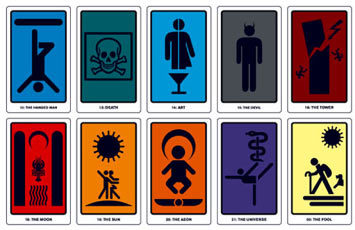 12: THE HANGED MAN
13: DEATH
14: ART
15: THE DEVIL
16: THE TOWER
18: THE MOON
19: THE SUN
20: THE AEON
21: THE UNIVERSE
00: THE FOOL